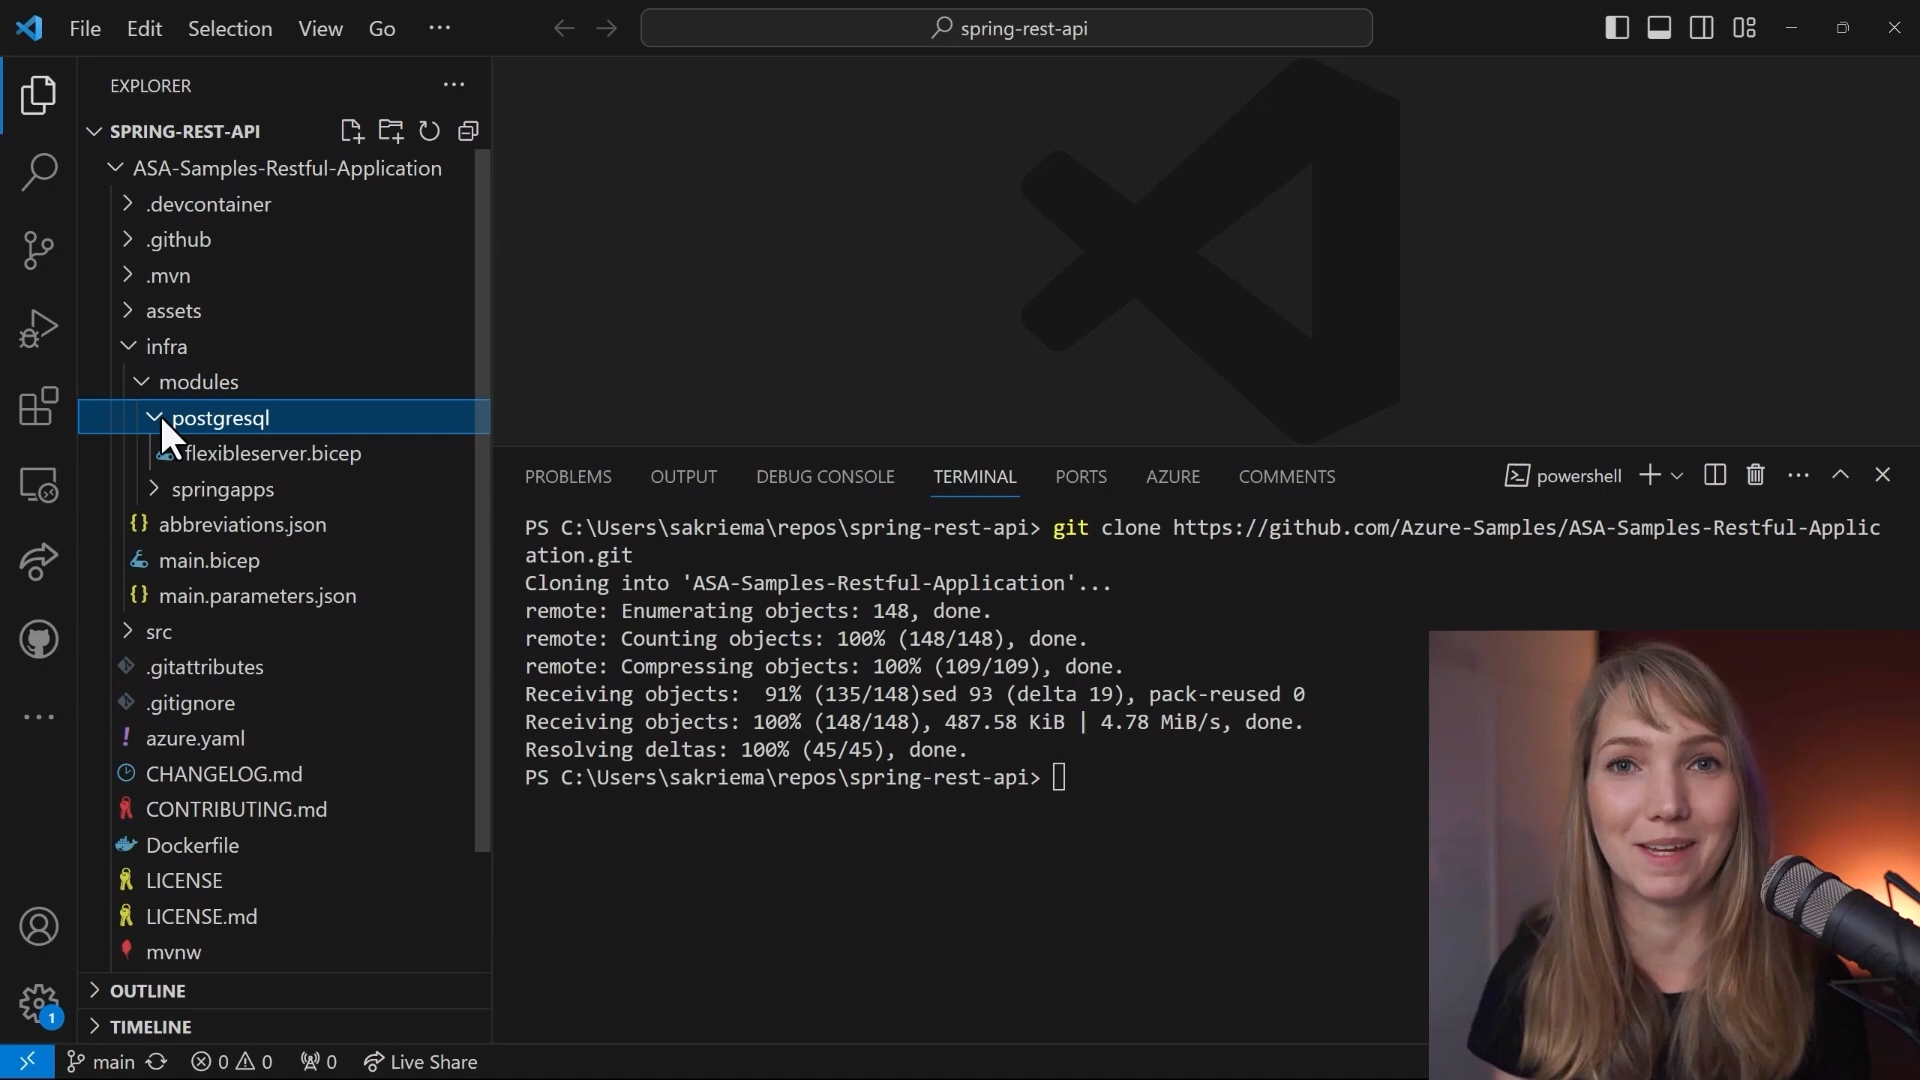 File Edit Selection View Go ···
spring-rest-api
EXPLORER
SPRING-REST-API
ASA-Samples-Restful-Application
.devcontainer
.github
.mvn
assets
infra
modules
postgresql
flexibleserver.bicep
springapps
abbreviations.json
main.bicep
main.parameters.json
src
.gitattributes
.gitignore
azure.yaml
CHANGELOG.md
CONTRIBUTING.md
Dockerfile
LICENSE
LICENSE.md
mvnw
OUTLINE
TIMELINE
PROBLEMS OUTPUT DEBUG CONSOLE TERMINAL PORTS AZURE COMMENTS powershell
PS C:\Users\sakriema\repos\spring-rest-api> git clone https://github.com/Azure-Samples/ASA-Samples-Restful-Applic
ation.git
Cloning into 'ASA-Samples-Restful-Application'...
remote: Enumerating objects: 148, done.
remote: Counting objects: 100% (148/148), done.
remote: Compressing objects: 100% (109/109), done.
Receiving objects:  91% (135/148)sed 93 (delta 19), pack-reused 0
Receiving objects: 100% (148/148), 487.58 KiB | 4.78 MiB/s, done.
Resolving deltas: 100% (45/45), done.
PS C:\Users\sakriema\repos\spring-rest-api>
1
main 0 0 0 Live Share